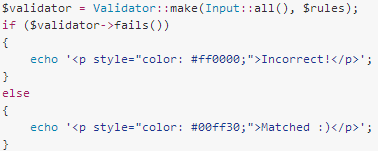 $validator = Validator::make(Input::all(), $rules);
if ($validator->fails())
{
    echo '<p style="color: #ff0000;">Incorrect!</p>';
}
else
{
    echo '<p style="color: #00ff30;">Matched :)</p>';
}